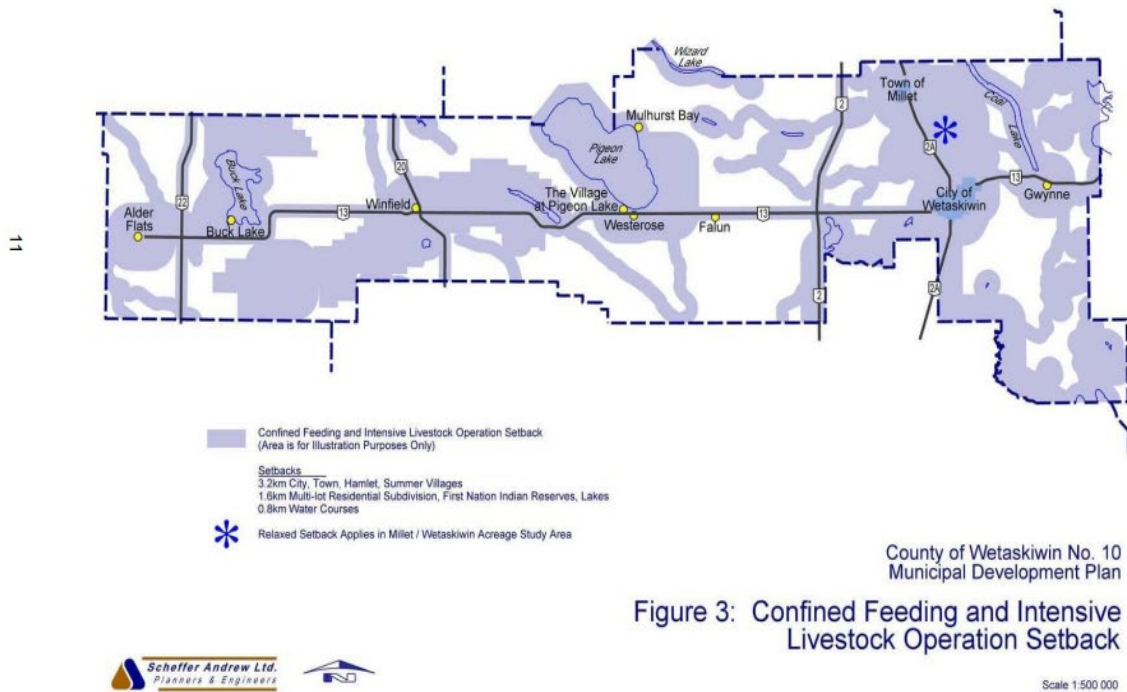 11
Wizard
Lake
Town of
Millet
Coal
Lake
2
2A
Mulhurst Bay
Pigeon
Lake
20
22
Buck Lake
13
Gwynne
City of
Wetaskiwin
The Village
at Pigeon Lake
Winfield
Alder
Flats
Buck Lake
13
Westerose
Falun
13
2
2A
Confined Feeding and Intensive Livestock Operation Setback
(Area is for Illustration Purposes Only)
Setbacks
3.2km City, Town, Hamlet, Summer Villages
1.6km Multi-lot Residential Subdivision, First Nation Indian Reserves, Lakes
0.8km Water Courses
Relaxed Setback Applies in Millet / Wetaskiwin Acreage Study Area
County of Wetaskiwin No. 10
Municipal Development Plan
Figure 3: Confined Feeding and Intensive
Livestock Operation Setback
Scheffer Andrew Ltd.
Planners & Engineers
Scale 1:500 000